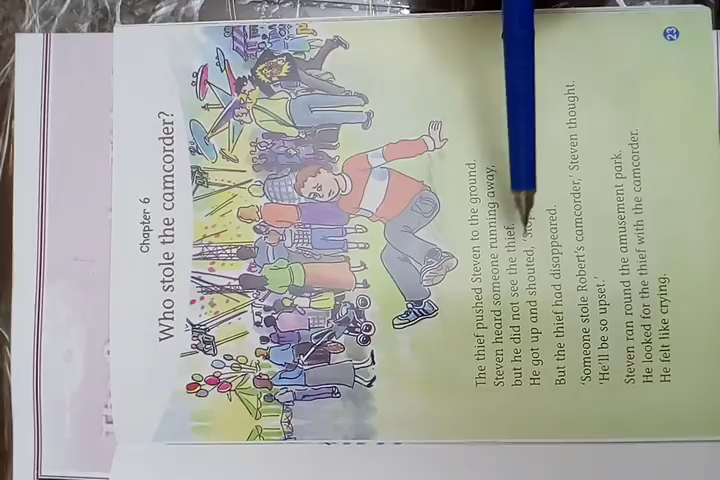 Chapter 6
Who stole the camcorder?
The thief pushed Steven to the ground.
Steven heard someone running away,
but he did not see the thief.
He got up and shouted,
But the thief had disappeared.
'Someone stole Robert's camcorder,' Steven thought.
'He'll be so upset.'
Steven ran round the amusement park.
He looked for the thief with the camcorder.
He felt like crying.
23